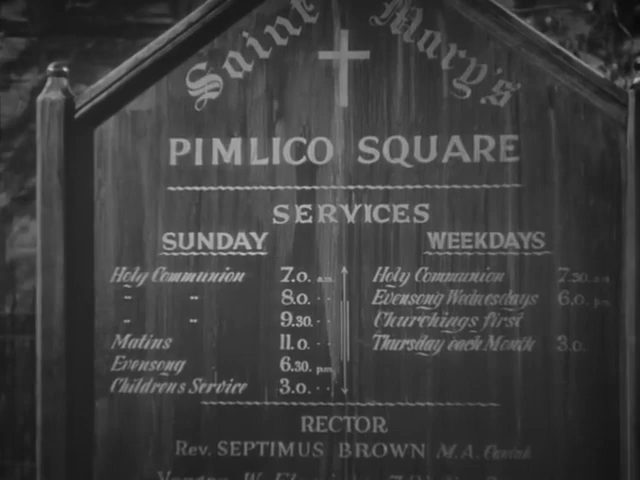 Saint Mary's
PIMLICO SQUARE
SERVICES
SUNDAY
Holy Communion 7.0. a.m.
" " 8.0. " "
" " 9.30. " "
Matins 11.0. " "
Evensong 6.30. p.m.
Children's Service 3.0. " "
WEEKDAYS
Holy Communion 7.30. a.m.
Evensong Wednesdays 6.0. p.m.
Churchings first
Thursday each Month 3.0.
RECTOR
Rev. SEPTIMUS BROWN M.A.